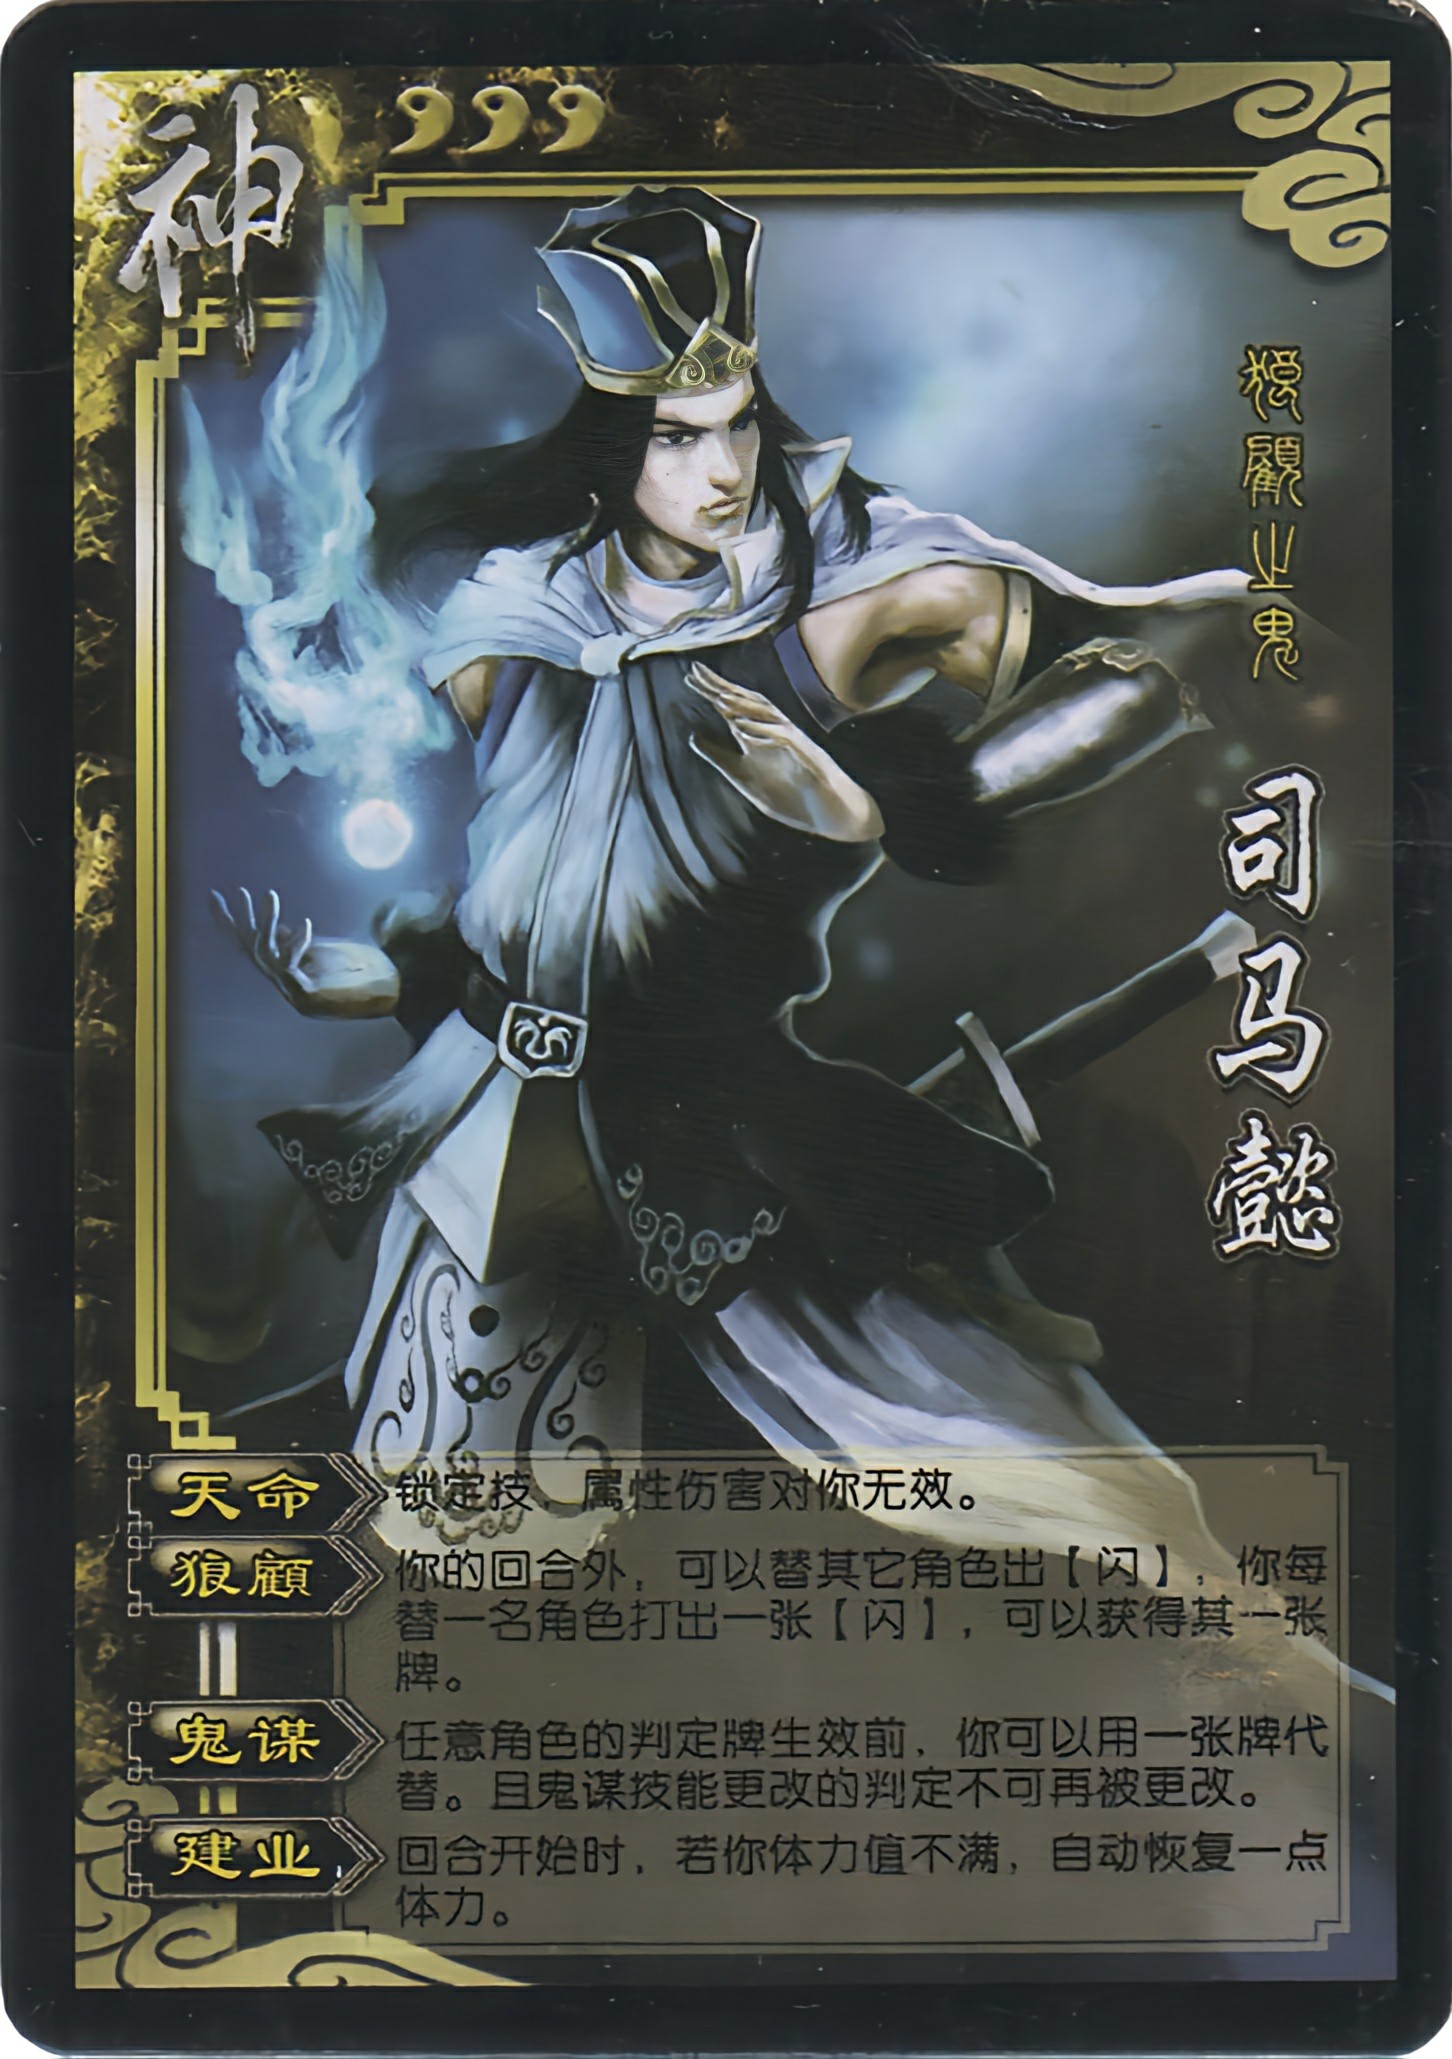 神
狼顧之鬼
司马懿
天命
锁定技，属性伤害对你无效。
狼顧
你的回合外，可以替其它角色出【闪】，你每
替一名角色打出一张【闪】，可以获得其一张
牌。
鬼谋
任意角色的判定牌生效前，你可以用一张牌代
替。且鬼谋技能更改的判定不可再被更改。
建业
回合开始时，若你体力值不满，自动恢复一点
体力。